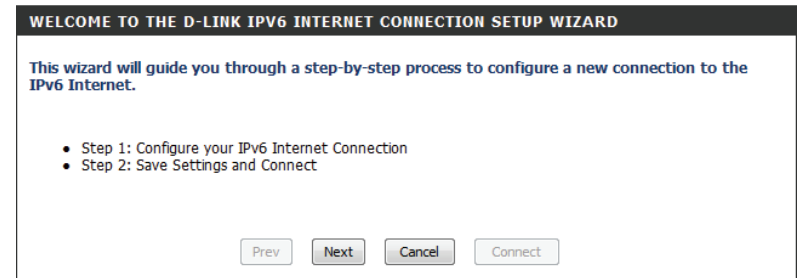 WELCOME TO THE D-LINK IPV6 INTERNET CONNECTION SETUP WIZARD
This wizard will guide you through a step-by-step process to configure a new connection to the
IPv6 Internet.
• Step 1: Configure your IPv6 Internet Connection
• Step 2: Save Settings and Connect
Prev Next Cancel Connect